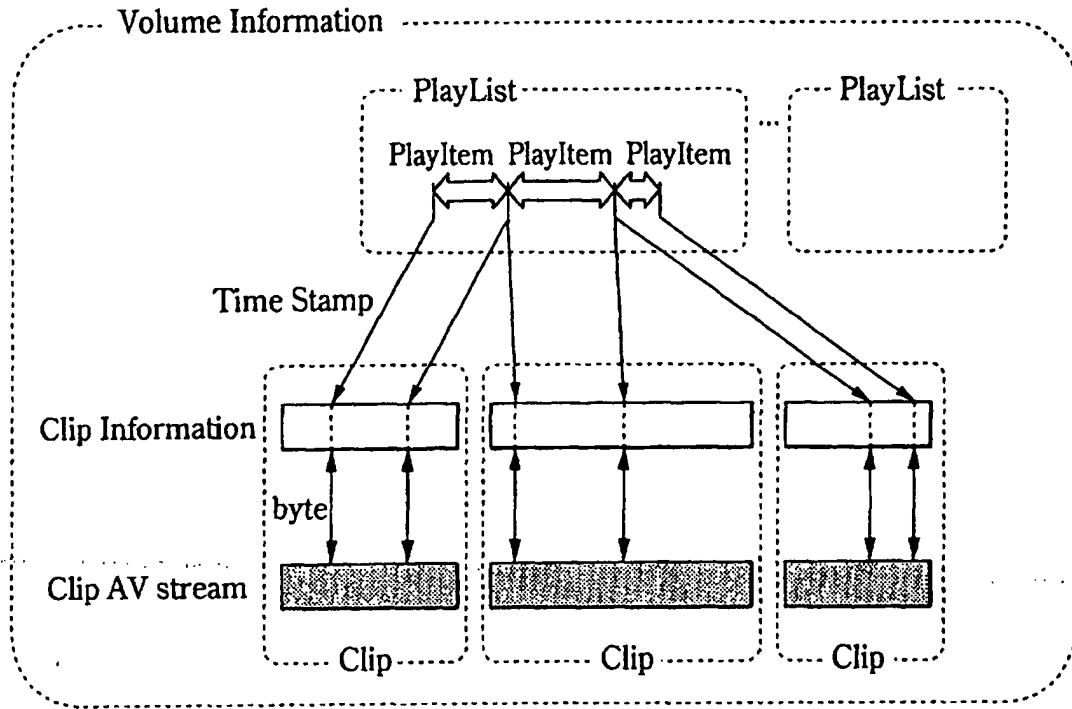 Volume Information
PlayList
PlayList
...
PlayItem PlayItem PlayItem
Time Stamp
Clip Information
byte
Clip AV stream
Clip
Clip
Clip